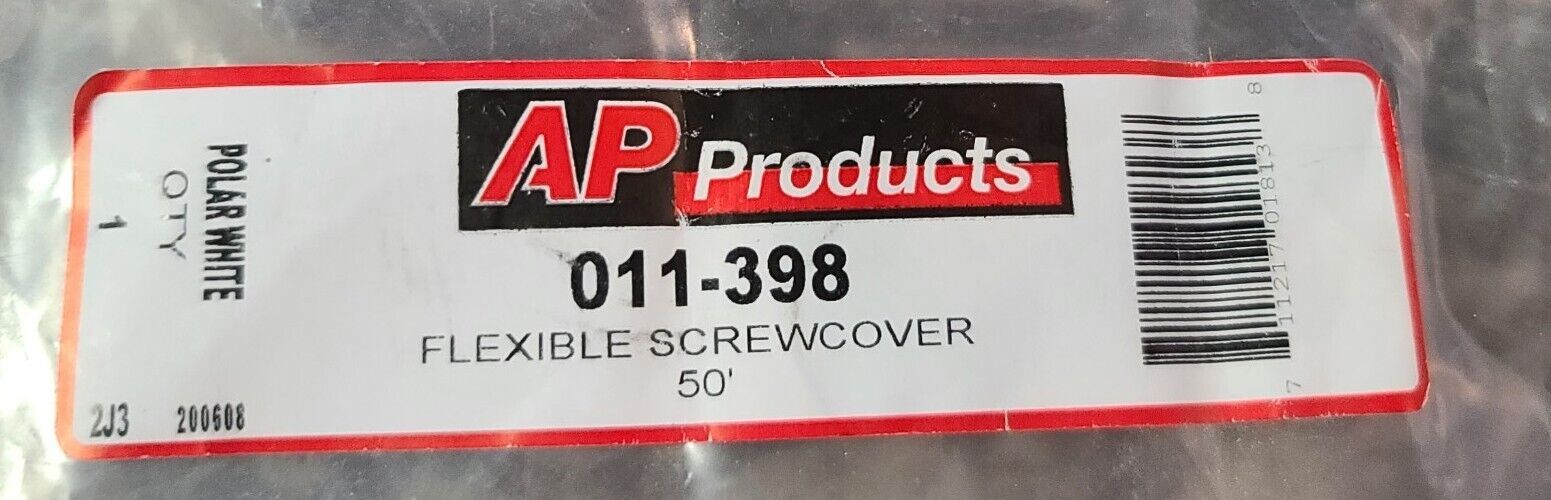 AP Products
011-398
FLEXIBLE SCREWCOVER
50'
POLAR WHITE
QTY
1
2J3 200608
7 11217 01813 8